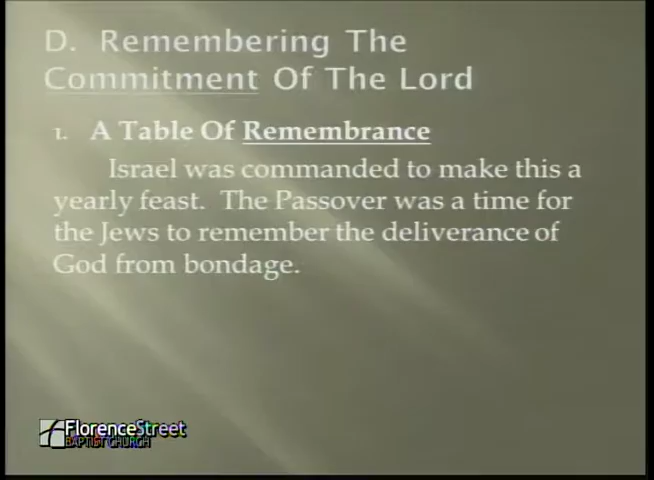 D. Remembering The
Commitment Of The Lord
1. A Table Of Remembrance
Israel was commanded to make this a
yearly feast. The Passover was a time for
the Jews to remember the deliverance of
God from bondage.
FlorenceStreet
BAPTIST CHURCH